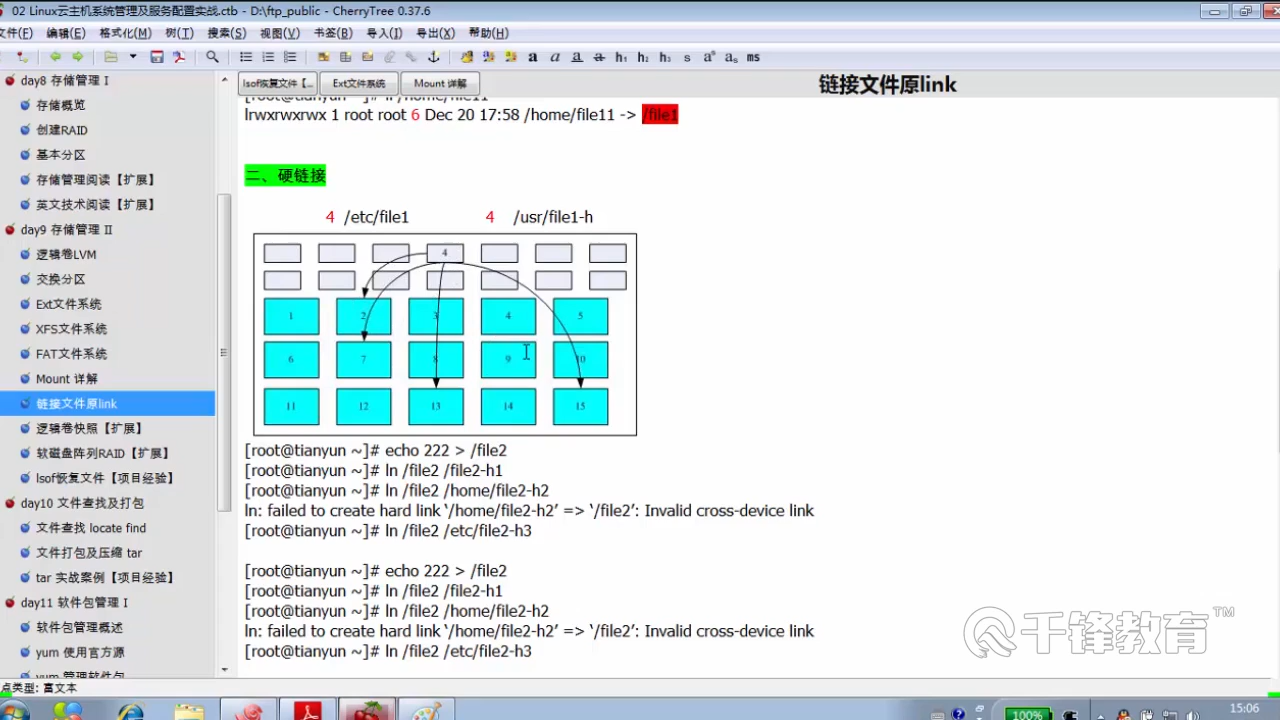 02 Linux云主机系统管理及服务配置实战.ctb - D:\ftp_public - CherryTree 0.37.6
文件(F) 编辑(E) 格式化(M) 树(T) 搜索(S) 视图(V) 书签(B) 导入(I) 导出(X) 帮助(H)
a a a a h₁ h₂ h₃ s aᵃ aₐ ms
day8 存储管理 I
存储概览
创建RAID
基本分区
存储管理阅读【扩展】
英文技术阅读【扩展】
day9 存储管理 II
逻辑卷LVM
交换分区
Ext文件系统
XFS文件系统
FAT文件系统
Mount 详解
链接文件原link
逻辑卷快照【扩展】
软磁盘阵列RAID【扩展】
lsof恢复文件【项目经验】
day10 文件查找及打包
文件查找 locate find
文件打包及压缩 tar
tar 实战案例【项目经验】
day11 软件包管理 I
软件包管理概述
yum 使用官方源
yum 管理软件包
lsof恢复文件【...
Ext文件系统
Mount 详解
链接文件原link
[root@tianyun ~]# ll /home/file11
lrwxrwxrwx 1 root root 6 Dec 20 17:58 /home/file11 -> /file1
二、硬链接
4 /etc/file1 4 /usr/file1-h
4
1 2 3 4 5
6 7 8 9 10
11 12 13 14 15
[root@tianyun ~]# echo 222 > /file2
[root@tianyun ~]# ln /file2 /file2-h1
[root@tianyun ~]# ln /file2 /home/file2-h2
ln: failed to create hard link ‘/home/file2-h2’ => ‘/file2’: Invalid cross-device link
[root@tianyun ~]# ln /file2 /etc/file2-h3
[root@tianyun ~]# echo 222 > /file2
[root@tianyun ~]# ln /file2 /file2-h1
[root@tianyun ~]# ln /file2 /home/file2-h2
ln: failed to create hard link ‘/home/file2-h2’ => ‘/file2’: Invalid cross-device link
[root@tianyun ~]# ln /file2 /etc/file2-h3
千锋教育™
点类型: 富文本
100%
15:06